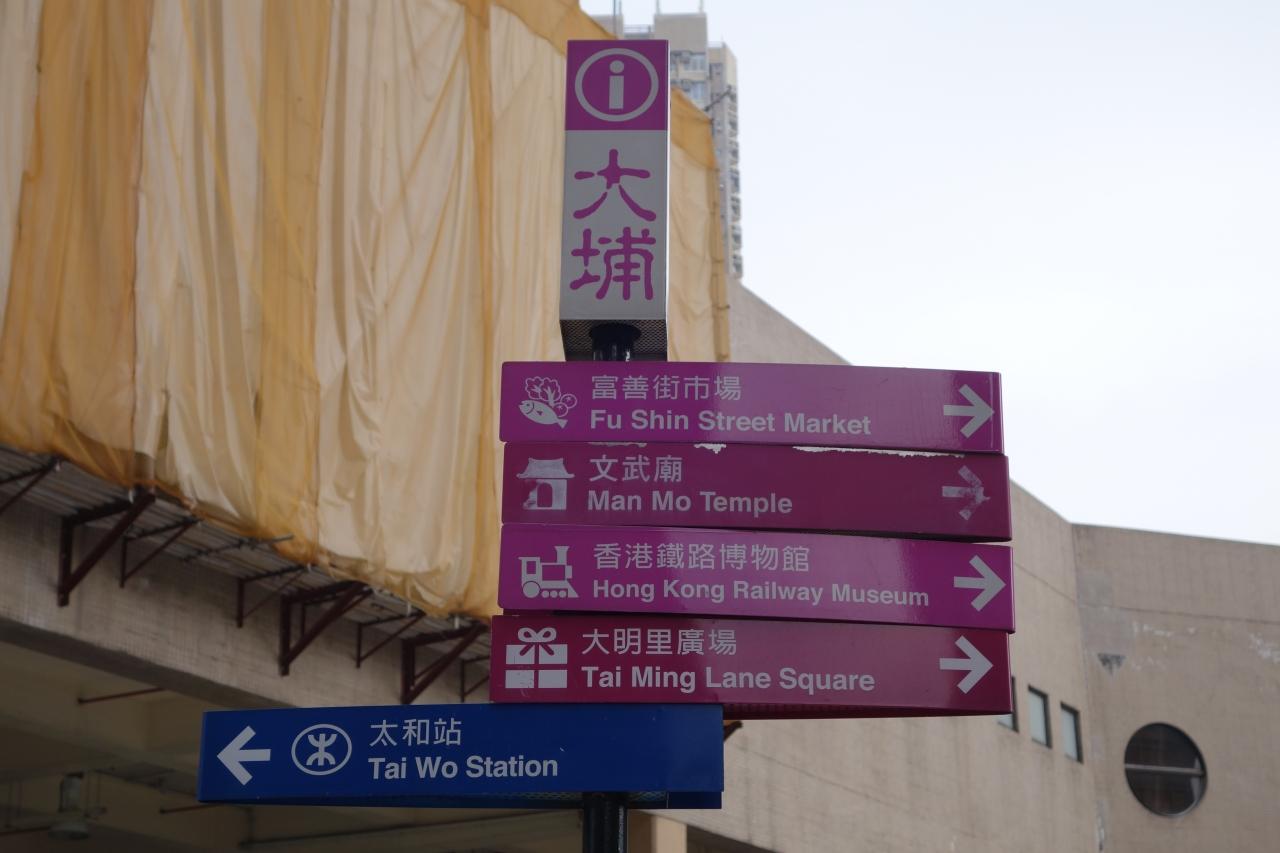 i
大
埔
富善街市場
Fu Shin Street Market
文武廟
Man Mo Temple
香港鐵路博物館
Hong Kong Railway Museum
大明里廣場
Tai Ming Lane Square
太和站
Tai Wo Station